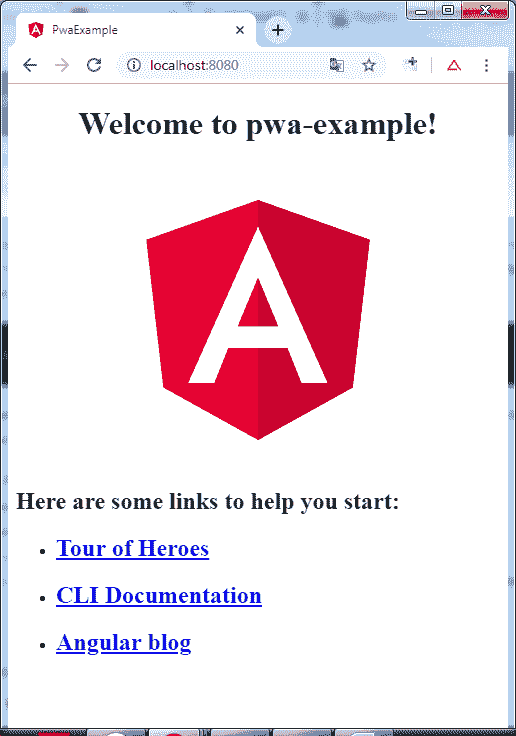 PwaExample
localhost:8080
Welcome to pwa-example!
A
Here are some links to help you start:
Tour of Heroes
CLI Documentation
Angular blog